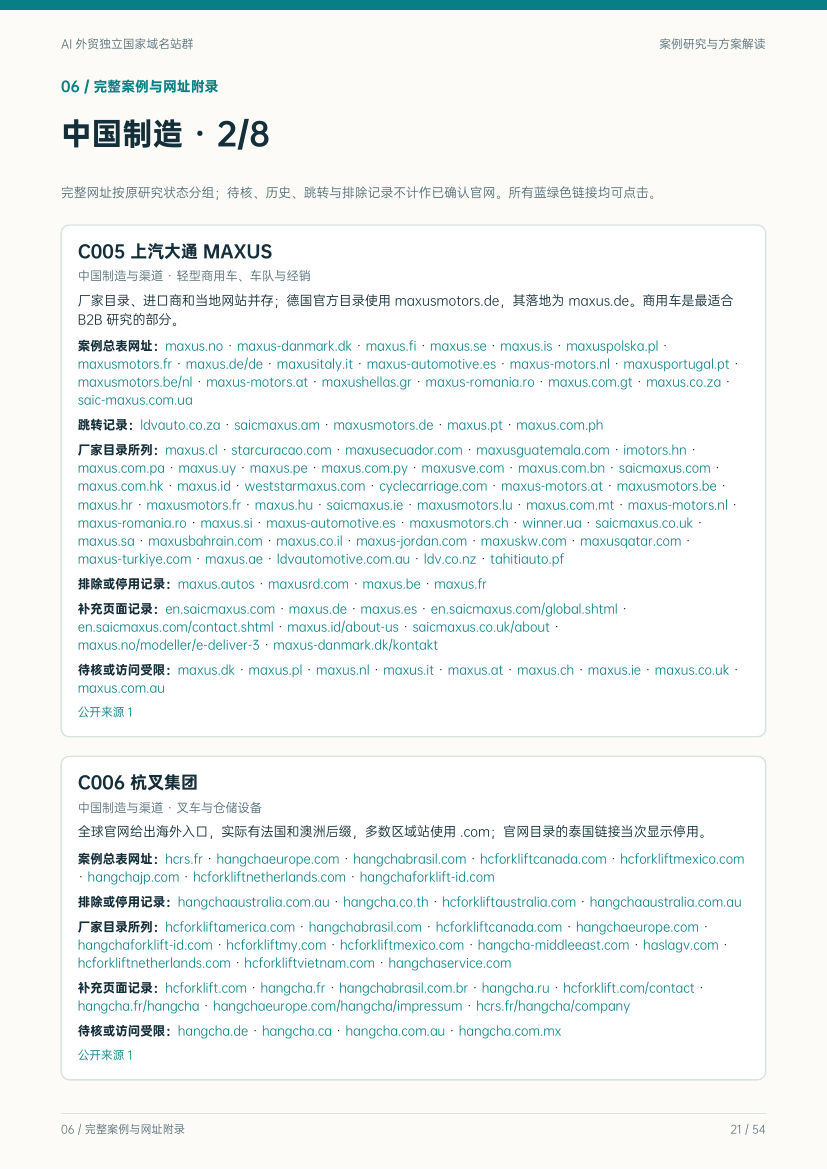 AI 外贸独立国家域名站群
案例研究与方案解读
06 / 完整案例与网址附录
中国制造 · 2/8
完整网址按原研究状态分组；待核、历史、跳转与排除记录不计作已确认官网。所有蓝绿色链接均可点击。
C005 上汽大通 MAXUS
中国制造与渠道 · 轻型商用车、车队与经销
厂家目录、进口商和当地网站并存；德国官方目录使用 maxusmotors.de，其落地为 maxus.de。商用车是最适合
B2B 研究的部分。
案例总表网址：maxus.no · maxus-danmark.dk · maxus.fi · maxus.se · maxus.is · maxuspolska.pl ·
maxusmotors.fr · maxus.de/de · maxusitaly.it · maxus-automotive.es · maxus-motors.nl · maxusportugal.pt ·
maxusmotors.be/nl · maxus-motors.at · maxushellas.gr · maxus-romania.ro · maxus.com.gt · maxus.co.za ·
saic-maxus.com.ua
跳转记录：ldvauto.co.za · saicmaxus.am · maxusmotors.de · maxus.pt · maxus.com.ph
厂家目录所列：maxus.cl · starcuracao.com · maxusecuador.com · maxusguatemala.com · imotors.hn ·
maxus.com.pa · maxus.uy · maxus.pe · maxus.com.py · maxusve.com · maxus.com.bn · saicmaxus.com ·
maxus.com.hk · maxus.id · weststarmaxus.com · cyclecarriage.com · maxus-motors.at · maxusmotors.be ·
maxus.hr · maxusmotors.fr · maxus.hu · saicmaxus.ie · maxusmotors.lu · maxus.com.mt · maxus-motors.nl ·
maxus-romania.ro · maxus.si · maxus-automotive.es · maxusmotors.ch · winner.ua · saicmaxus.co.uk ·
maxus.sa · maxusbahrain.com · maxus.co.il · maxus-jordan.com · maxuskw.com · maxusqatar.com ·
maxus-turkiye.com · maxus.ae · ldvautomotive.com.au · ldv.co.nz · tahitiauto.pf
排除或停用记录：maxus.autos · maxusrd.com · maxus.be · maxus.fr
补充页面记录：en.saicmaxus.com · maxus.de · maxus.es · en.saicmaxus.com/global.shtml ·
en.saicmaxus.com/contact.shtml · maxus.id/about-us · saicmaxus.co.uk/about ·
maxus.no/modeller/e-deliver-3 · maxus-danmark.dk/kontakt
待核或访问受限：maxus.dk · maxus.pl · maxus.nl · maxus.it · maxus.at · maxus.ch · maxus.ie · maxus.co.uk ·
maxus.com.au
公开来源 1
C006 杭叉集团
中国制造与渠道 · 叉车与仓储设备
全球官网给出海外入口，实际有法国和澳洲后缀，多数区域站使用 .com；官网目录的泰国链接当次显示停用。
案例总表网址：hcrs.fr · hangchaeurope.com · hangchabrasil.com · hcforkliftcanada.com · hcforkliftmexico.com
· hangchajp.com · hcforkliftnetherlands.com · hangchaforklift-id.com
排除或停用记录：hangchaaustralia.com.au · hangcha.co.th · hcforkliftaustralia.com · hangchaaustralia.com.au
厂家目录所列：hcforkliftamerica.com · hangchabrasil.com · hcforkliftcanada.com · hangchaeurope.com ·
hangchaforklift-id.com · hcforkliftmy.com · hcforkliftmexico.com · hangcha-middleeast.com · haslagv.com ·
hcforkliftnetherlands.com · hcforkliftvietnam.com · hangchaservice.com
补充页面记录：hcforklift.com · hangcha.fr · hangchabrasil.com.br · hangcha.ru · hcforklift.com/contact ·
hangcha.fr/hangcha · hangchaeurope.com/hangcha/impressum · hcrs.fr/hangcha/company
待核或访问受限：hangcha.de · hangcha.ca · hangcha.com.au · hangcha.com.mx
公开来源 1
06 / 完整案例与网址附录
21 / 54